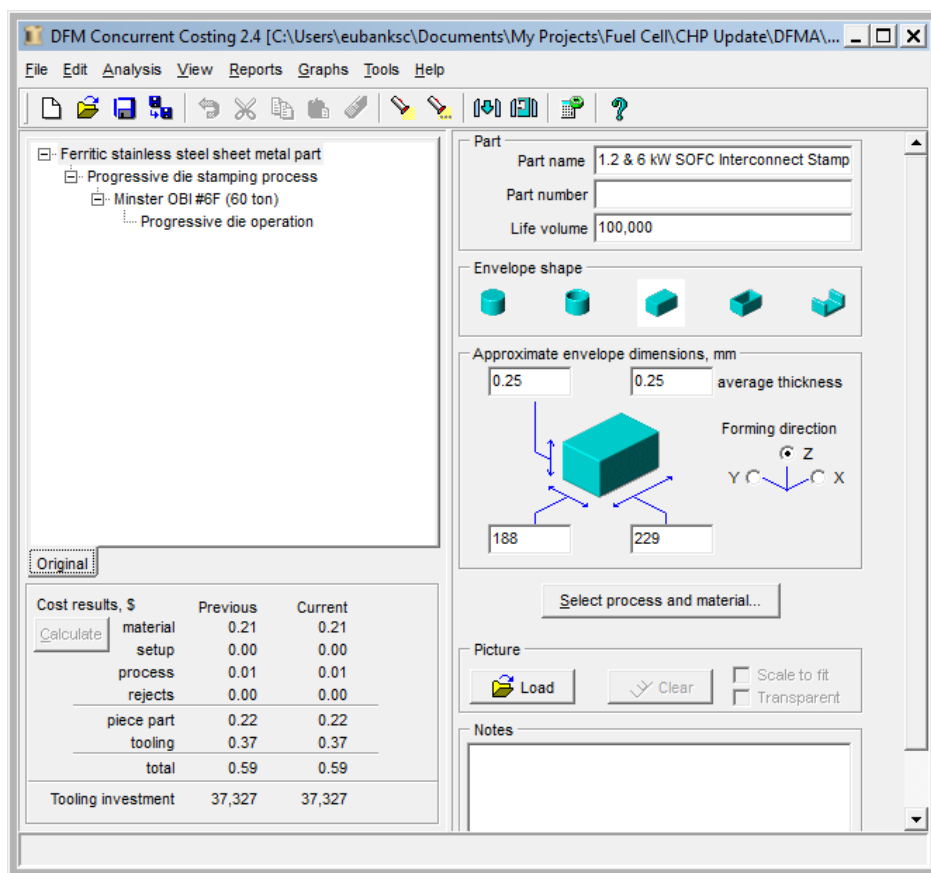 DFM Concurrent Costing 2.4 [C:\Users\eubanksc\Documents\My Projects\Fuel Cell\CHP Update\DFMA\...
File Edit Analysis View Reports Graphs Tools Help
Ferritic stainless steel sheet metal part
Progressive die stamping process
Minster OBI #6F (60 ton)
Progressive die operation
Original
Cost results, $ Previous Current
Calculate
material 0.21 0.21
setup 0.00 0.00
process 0.01 0.01
rejects 0.00 0.00
piece part 0.22 0.22
tooling 0.37 0.37
total 0.59 0.59
Tooling investment 37,327 37,327
Part
Part name 1.2 & 6 kW SOFC Interconnect Stamp
Part number
Life volume 100,000
Envelope shape
Approximate envelope dimensions, mm
0.25 0.25 average thickness
Forming direction
Z
Y X
188 229
Select process and material...
Picture
Load Clear Scale to fit
Transparent
Notes